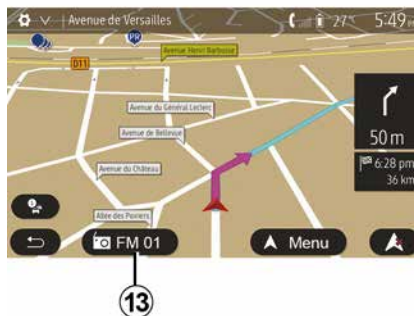 Avenue de Versailles
27°
5:49
PR
Avenue Henri Barbusse
D11
Avenue du Général Leclerc
Avenue de Bellevue
50 m
Avenue du Château
6:28 pm
36 km
Allée des Poiriers
FM 01
Menu
13